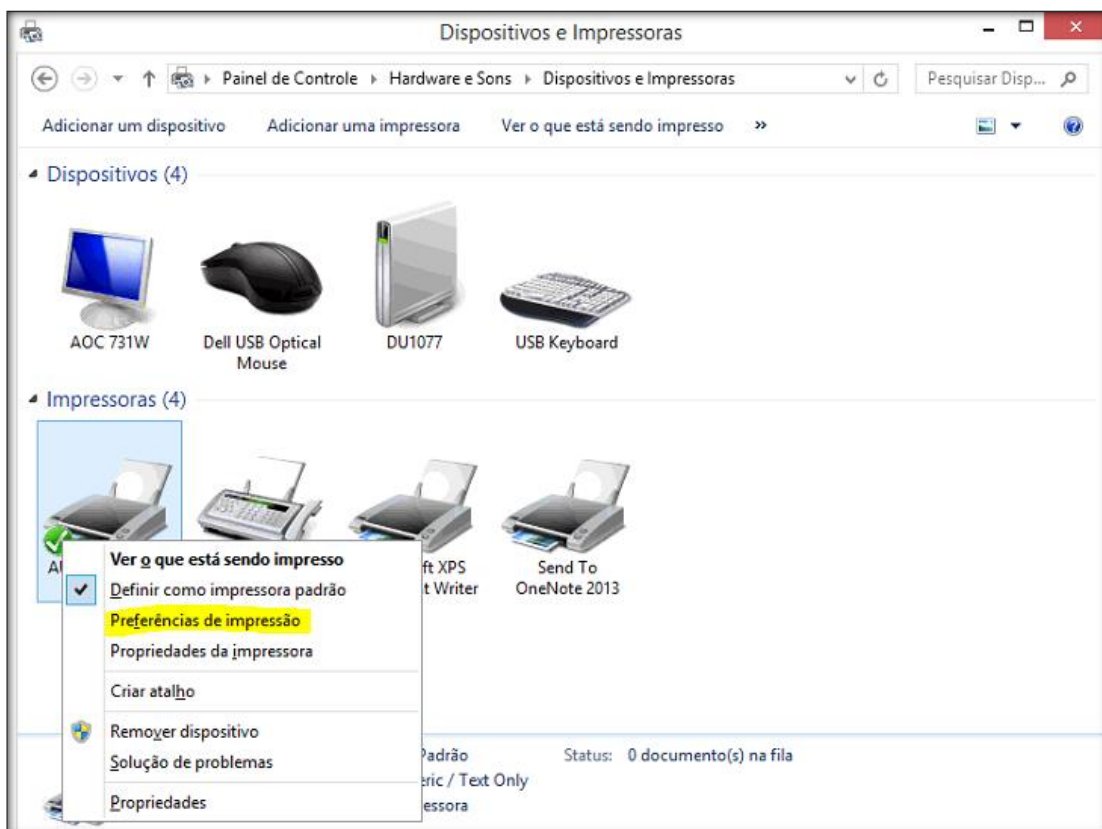 Dispositivos e Impressoras
Painel de Controle Hardware e Sons Dispositivos e Impressoras
Pesquisar Disp...
Adicionar um dispositivo Adicionar uma impressora Ver o que está sendo impresso »
Dispositivos (4)
AOC 731W
Dell USB Optical
Mouse
DU1077
USB Keyboard
Impressoras (4)
ft XPS
t Writer
Send To
OneNote 2013
Ver o que está sendo impresso
Definir como impressora padrão
Preferências de impressão
Propriedades da impressora
Criar atalho
Remover dispositivo
Solução de problemas
Propriedades
Padrão Status: 0 documento(s) na fila
eric / Text Only
essora